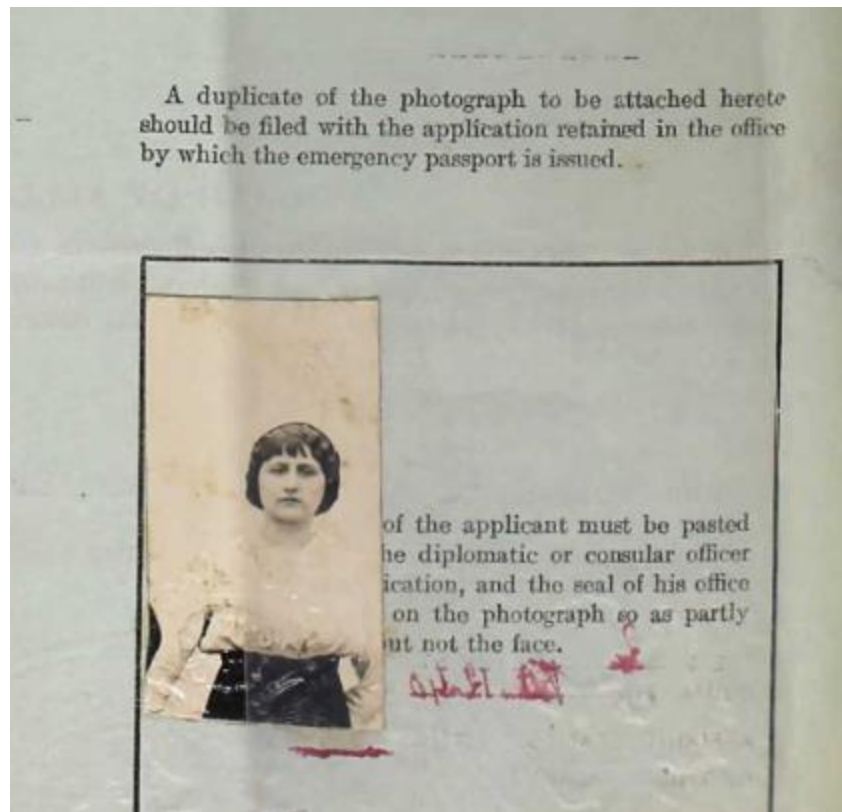 A duplicate of the photograph to be attached hereto
should be filed with the application retained in the office
by which the emergency passport is issued.
of the applicant must be pasted
he diplomatic or consular officer
ication, and the seal of his office
on the photograph so as partly
ut not the face.